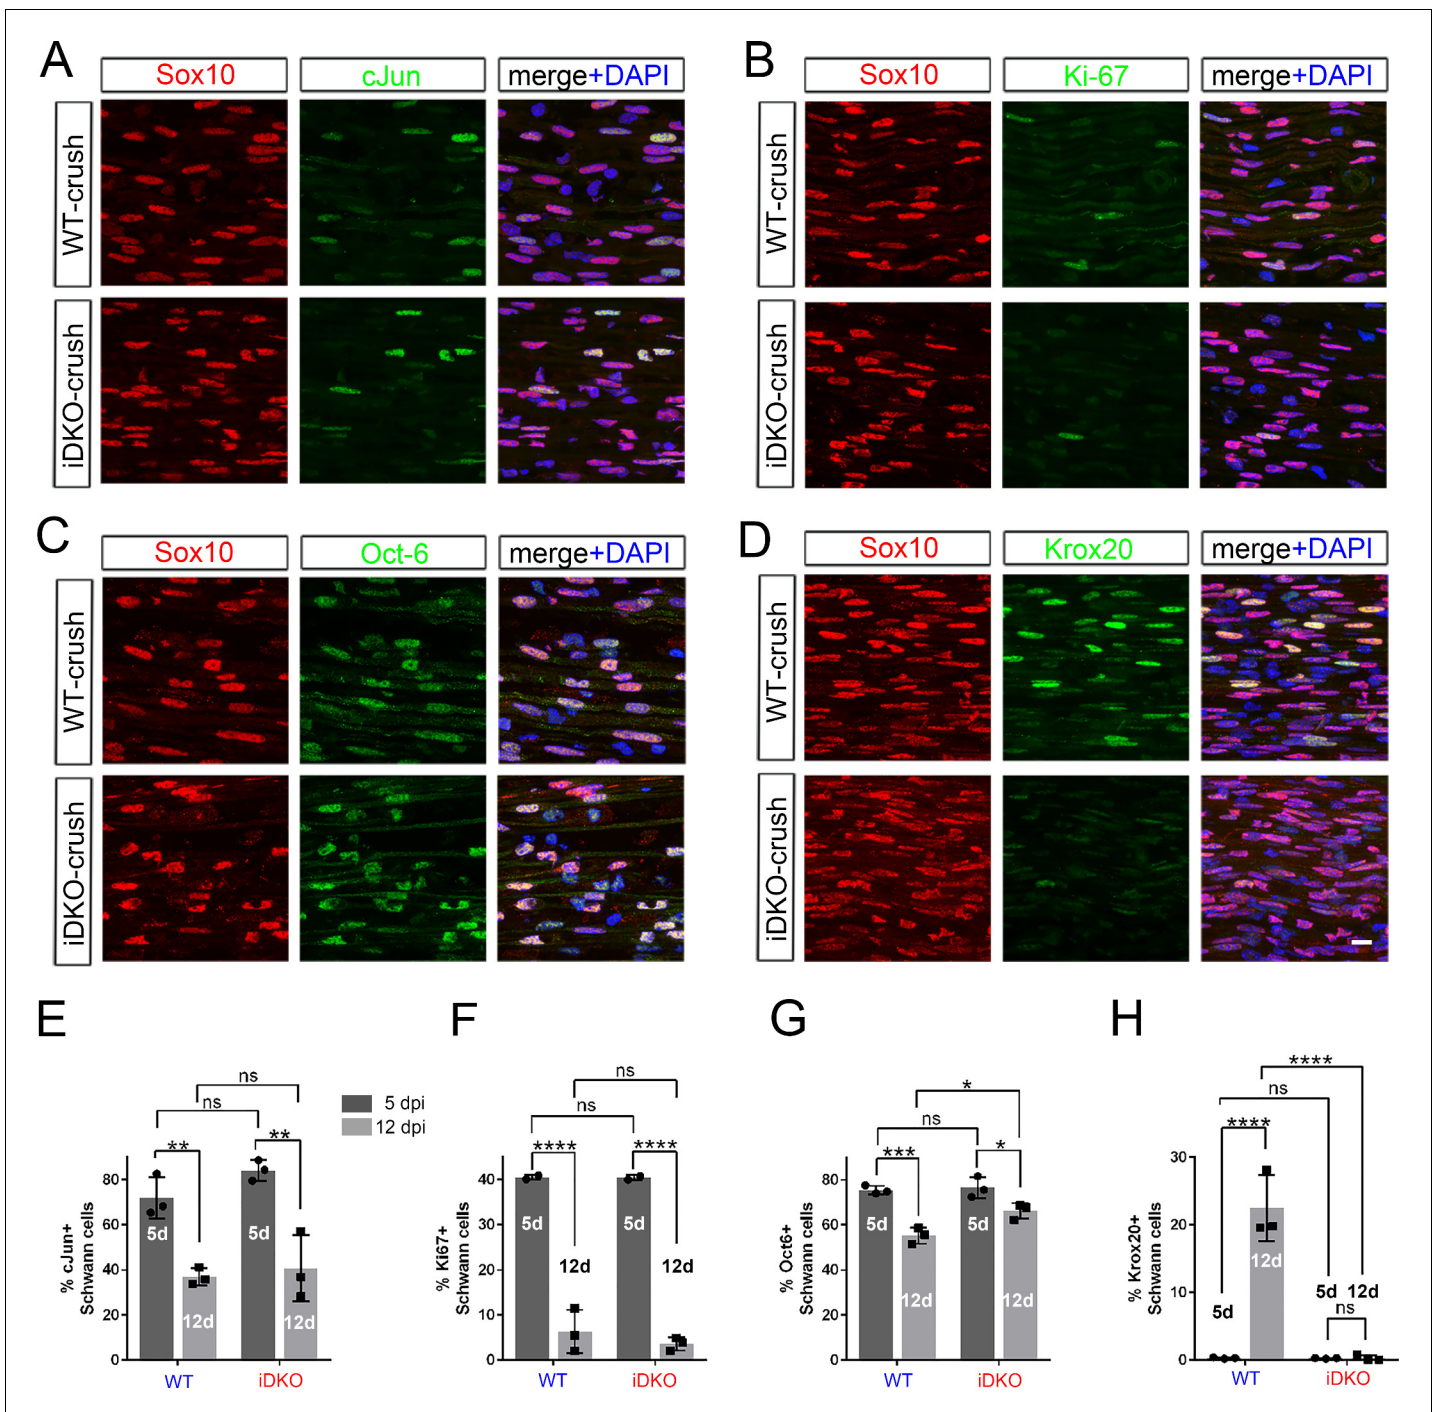 A
Sox10
cJun
merge+DAPI
WT-crush
iDKO-crush
B
Sox10
Ki-67
merge+DAPI
WT-crush
iDKO-crush
C
Sox10
Oct-6
merge+DAPI
WT-crush
iDKO-crush
D
Sox10
Krox20
merge+DAPI
WT-crush
iDKO-crush
E
% cJun+
Schwann cells
80
60
40
20
0
ns
ns
**
**
5d
12d
5d
12d
WT
iDKO
5 dpi
12 dpi
F
% Ki67+
Schwann cells
40
30
20
10
0
ns
ns
****
****
5d
12d
5d
12d
WT
iDKO
G
% Oct6+
Schwann cells
80
60
40
20
0
*
ns
***
*
5d
12d
5d
12d
WT
iDKO
H
% Krox20+
Schwann cells
30
20
10
0
****
ns
****
5d
12d
5d
12d
ns
WT
iDKO